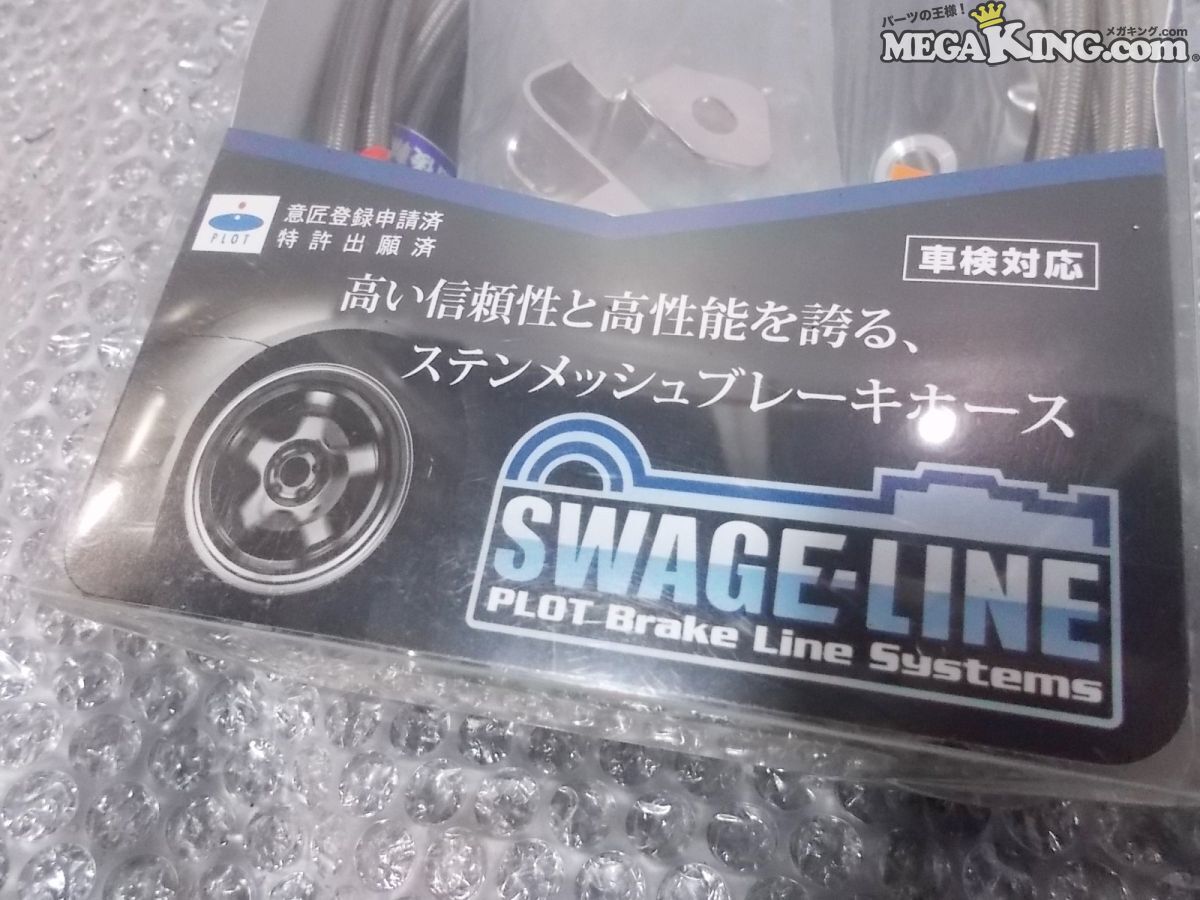 パーツの王様！
メガキング.com
MEGAKING.com®
PLOT
意匠登録申請済
特許出願済
車検対応
高い信頼性と高性能を誇る、
ステンメッシュブレーキホース
SWAGE-LINE
PLOT Brake Line Systems